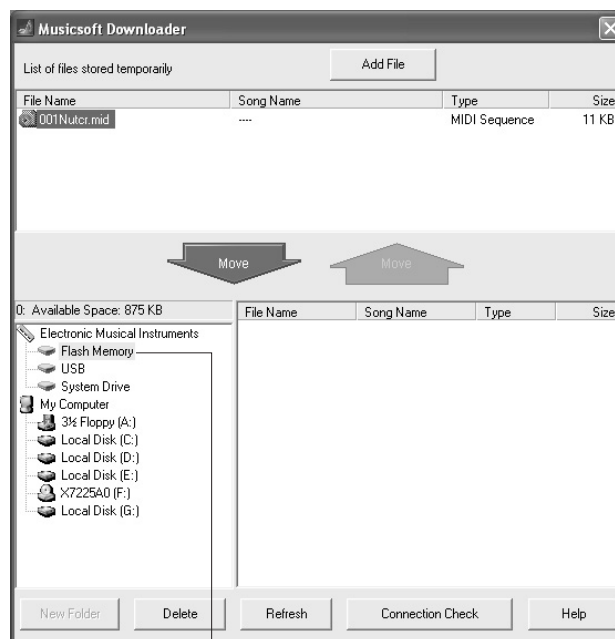 Musicsoft Downloader
List of files stored temporarily
Add File
File Name Song Name Type Size
001Nutcr.mid ---- MIDI Sequence 11 KB
Move Move
0: Available Space: 875 KB
File Name Song Name Type Size
Electronic Musical Instruments
Flash Memory
USB
System Drive
My Computer
3½ Floppy (A:)
Local Disk (C:)
Local Disk (D:)
Local Disk (E:)
X7225A0 (F:)
Local Disk (G:)
New Folder Delete Refresh Connection Check Help